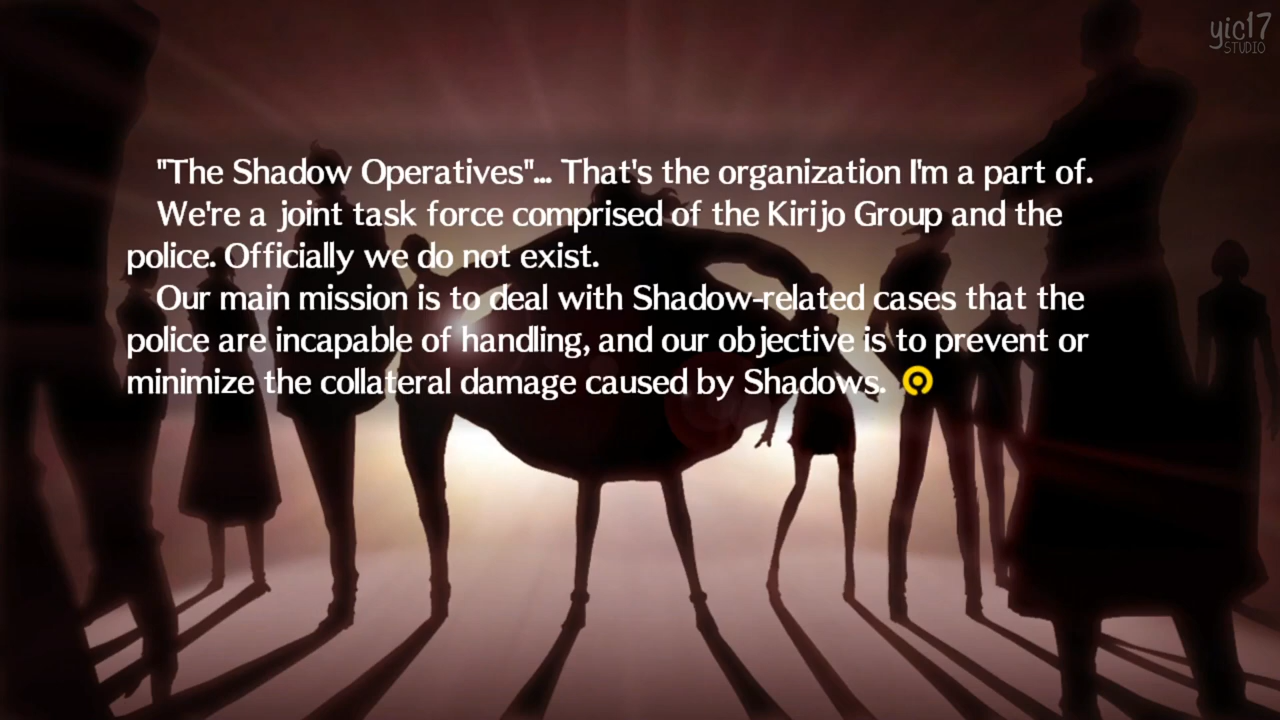 yic17
STUDIO
"The Shadow Operatives"... That's the organization I'm a part of.
We're a joint task force comprised of the Kirijo Group and the
police. Officially we do not exist.
Our main mission is to deal with Shadow-related cases that the
police are incapable of handling, and our objective is to prevent or
minimize the collateral damage caused by Shadows.